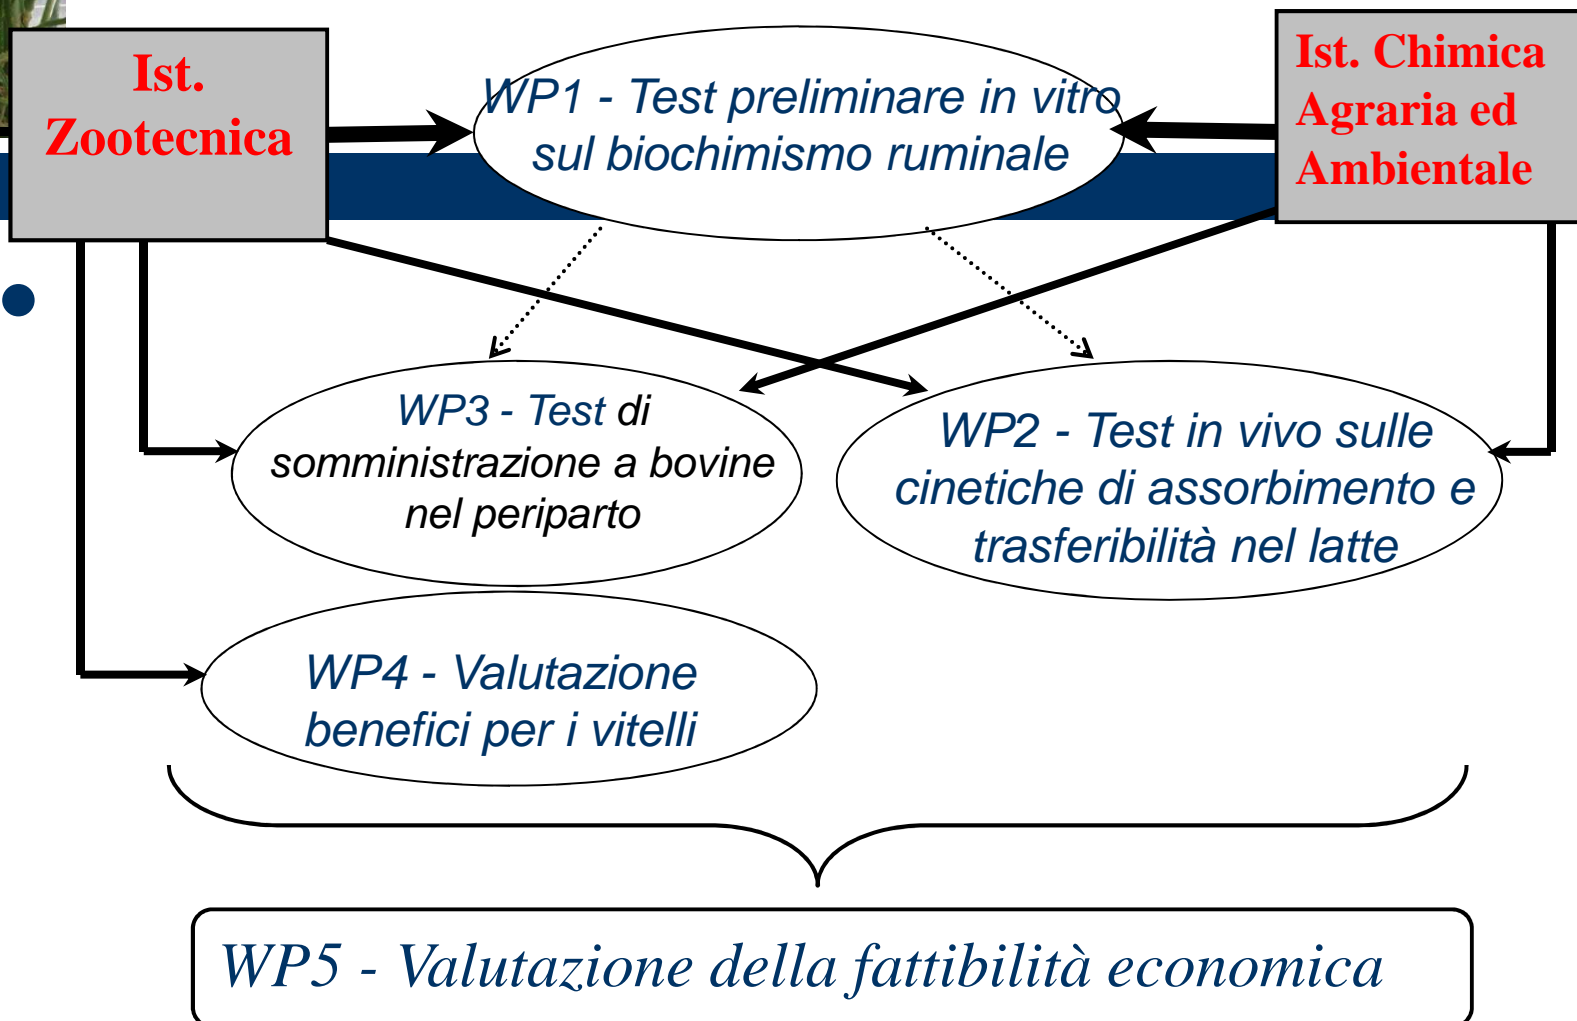 Ist.
Zootecnica
WP1 - Test preliminare in vitro
sul biochimismo ruminale
Ist. Chimica
Agraria ed
Ambientale
WP3 - Test di
somministrazione a bovine
nel periparto
WP2 - Test in vivo sulle
cinetiche di assorbimento e
trasferibilità nel latte
WP4 - Valutazione
benefici per i vitelli
WP5 - Valutazione della fattibilità economica